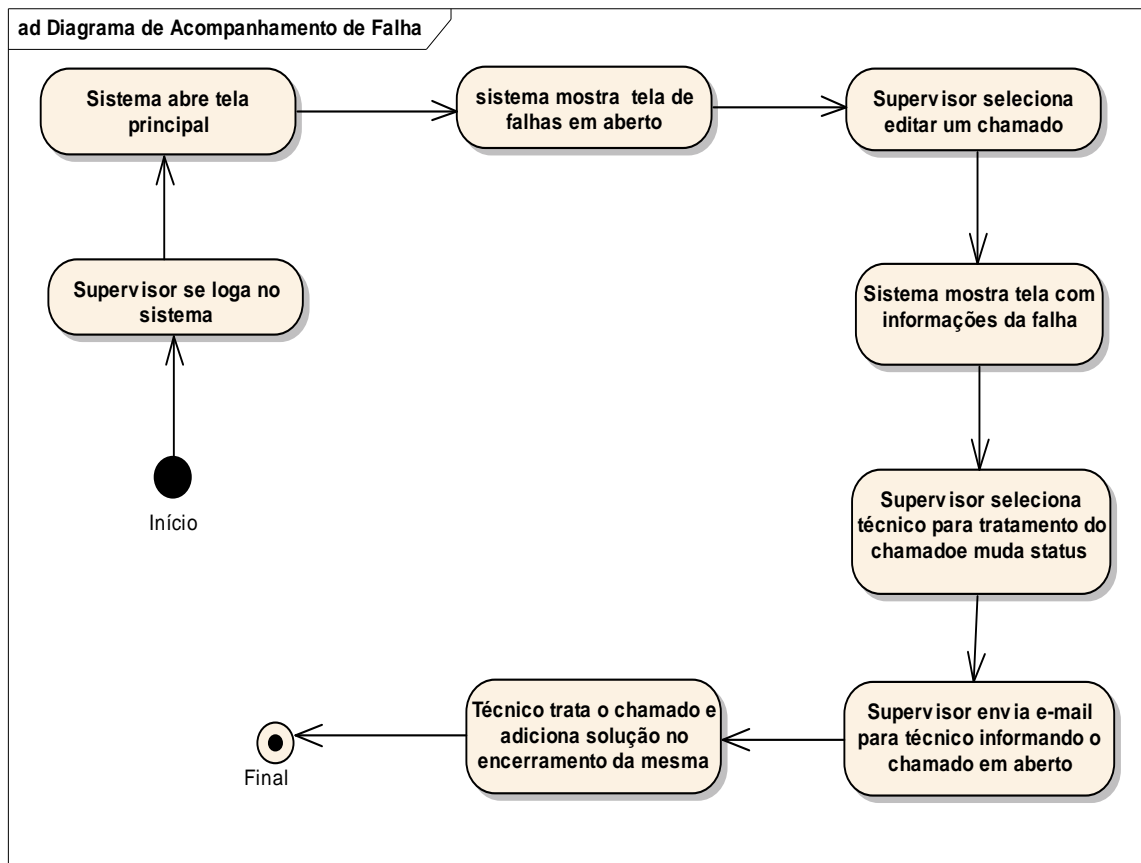 ad Diagrama de Acompanhamento de Falha
Sistema abre tela
principal
sistema mostra tela de
falhas em aberto
Supervisor seleciona
editar um chamado
Supervisor se loga no
sistema
Sistema mostra tela com
informações da falha
Início
Supervisor seleciona
técnico para tratamento do
chamadoe muda status
Supervisor envia e-mail
para técnico informando o
chamado em aberto
Técnico trata o chamado e
adiciona solução no
encerramento da mesma
Final